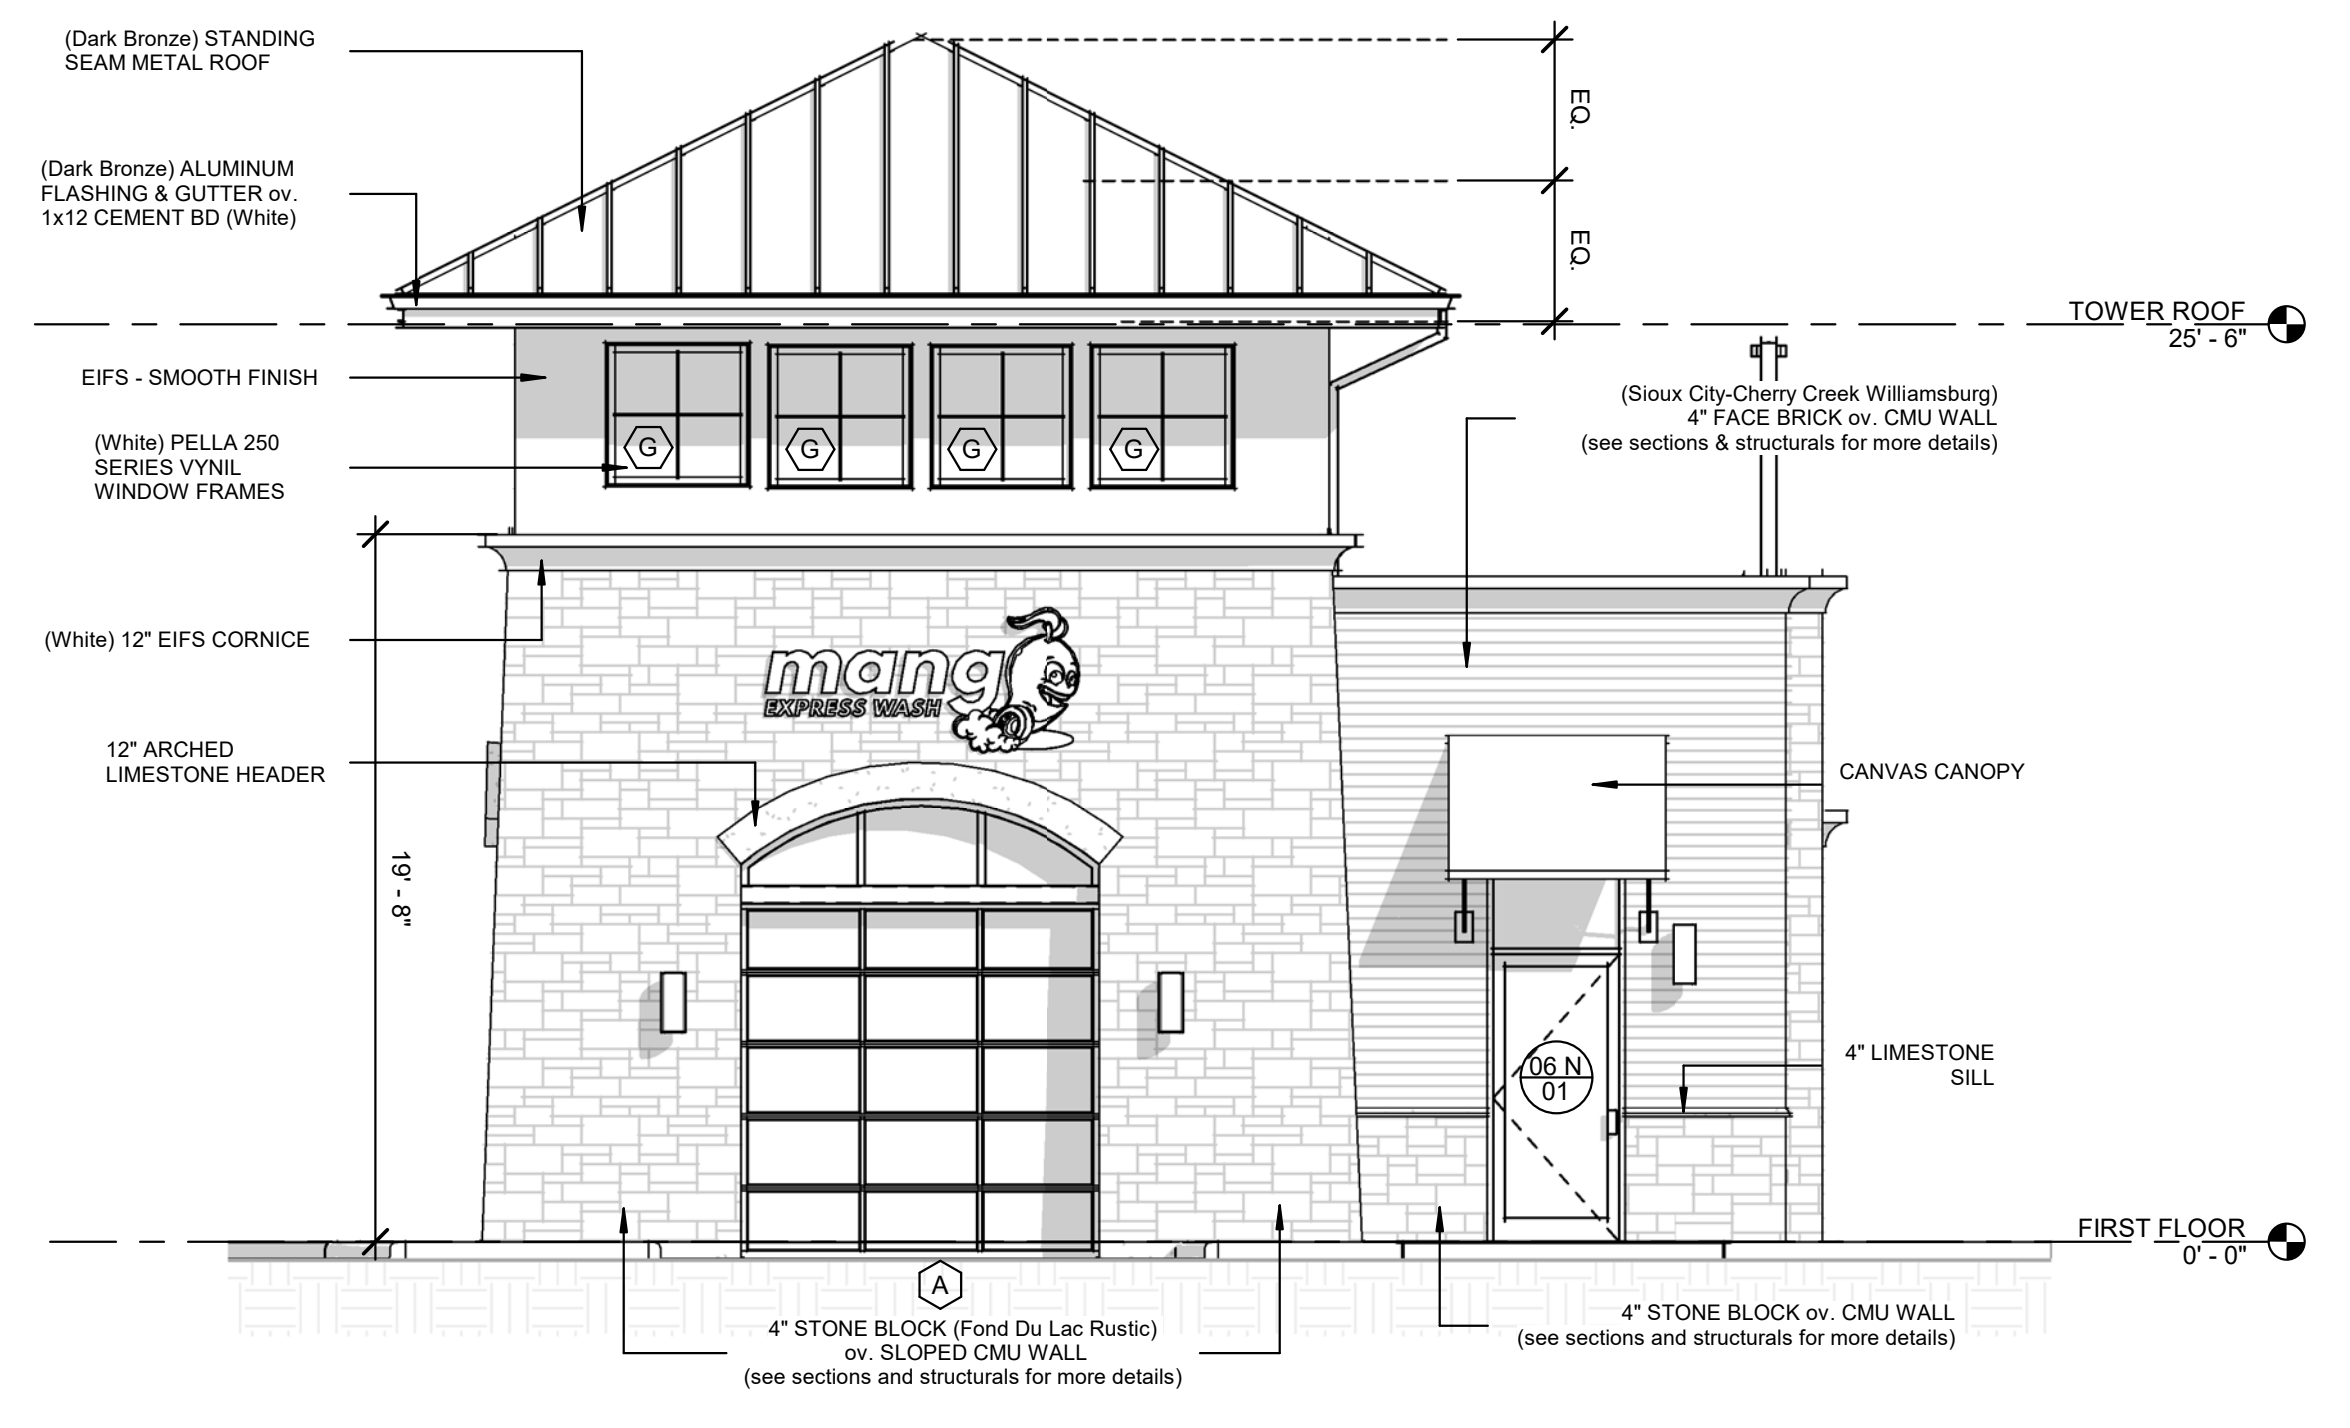 (Dark Bronze) STANDING
SEAM METAL ROOF
(Dark Bronze) ALUMINUM
FLASHING & GUTTER ov.
1x12 CEMENT BD (White)
EQ.
EQ.
TOWER ROOF
25' - 6"
EIFS - SMOOTH FINISH
(White) PELLA 250
SERIES VYNIL
WINDOW FRAMES
G
G
G
G
(Sioux City-Cherry Creek Williamsburg)
4" FACE BRICK ov. CMU WALL
(see sections & structurals for more details)
(White) 12" EIFS CORNICE
mang
EXPRESS WASH
12" ARCHED
LIMESTONE HEADER
CANVAS CANOPY
19' - 8"
4" LIMESTONE
SILL
06 N
01
FIRST FLOOR
0' - 0"
A
4" STONE BLOCK (Fond Du Lac Rustic)
ov. SLOPED CMU WALL
(see sections and structurals for more details)
4" STONE BLOCK ov. CMU WALL
(see sections and structurals for more details)